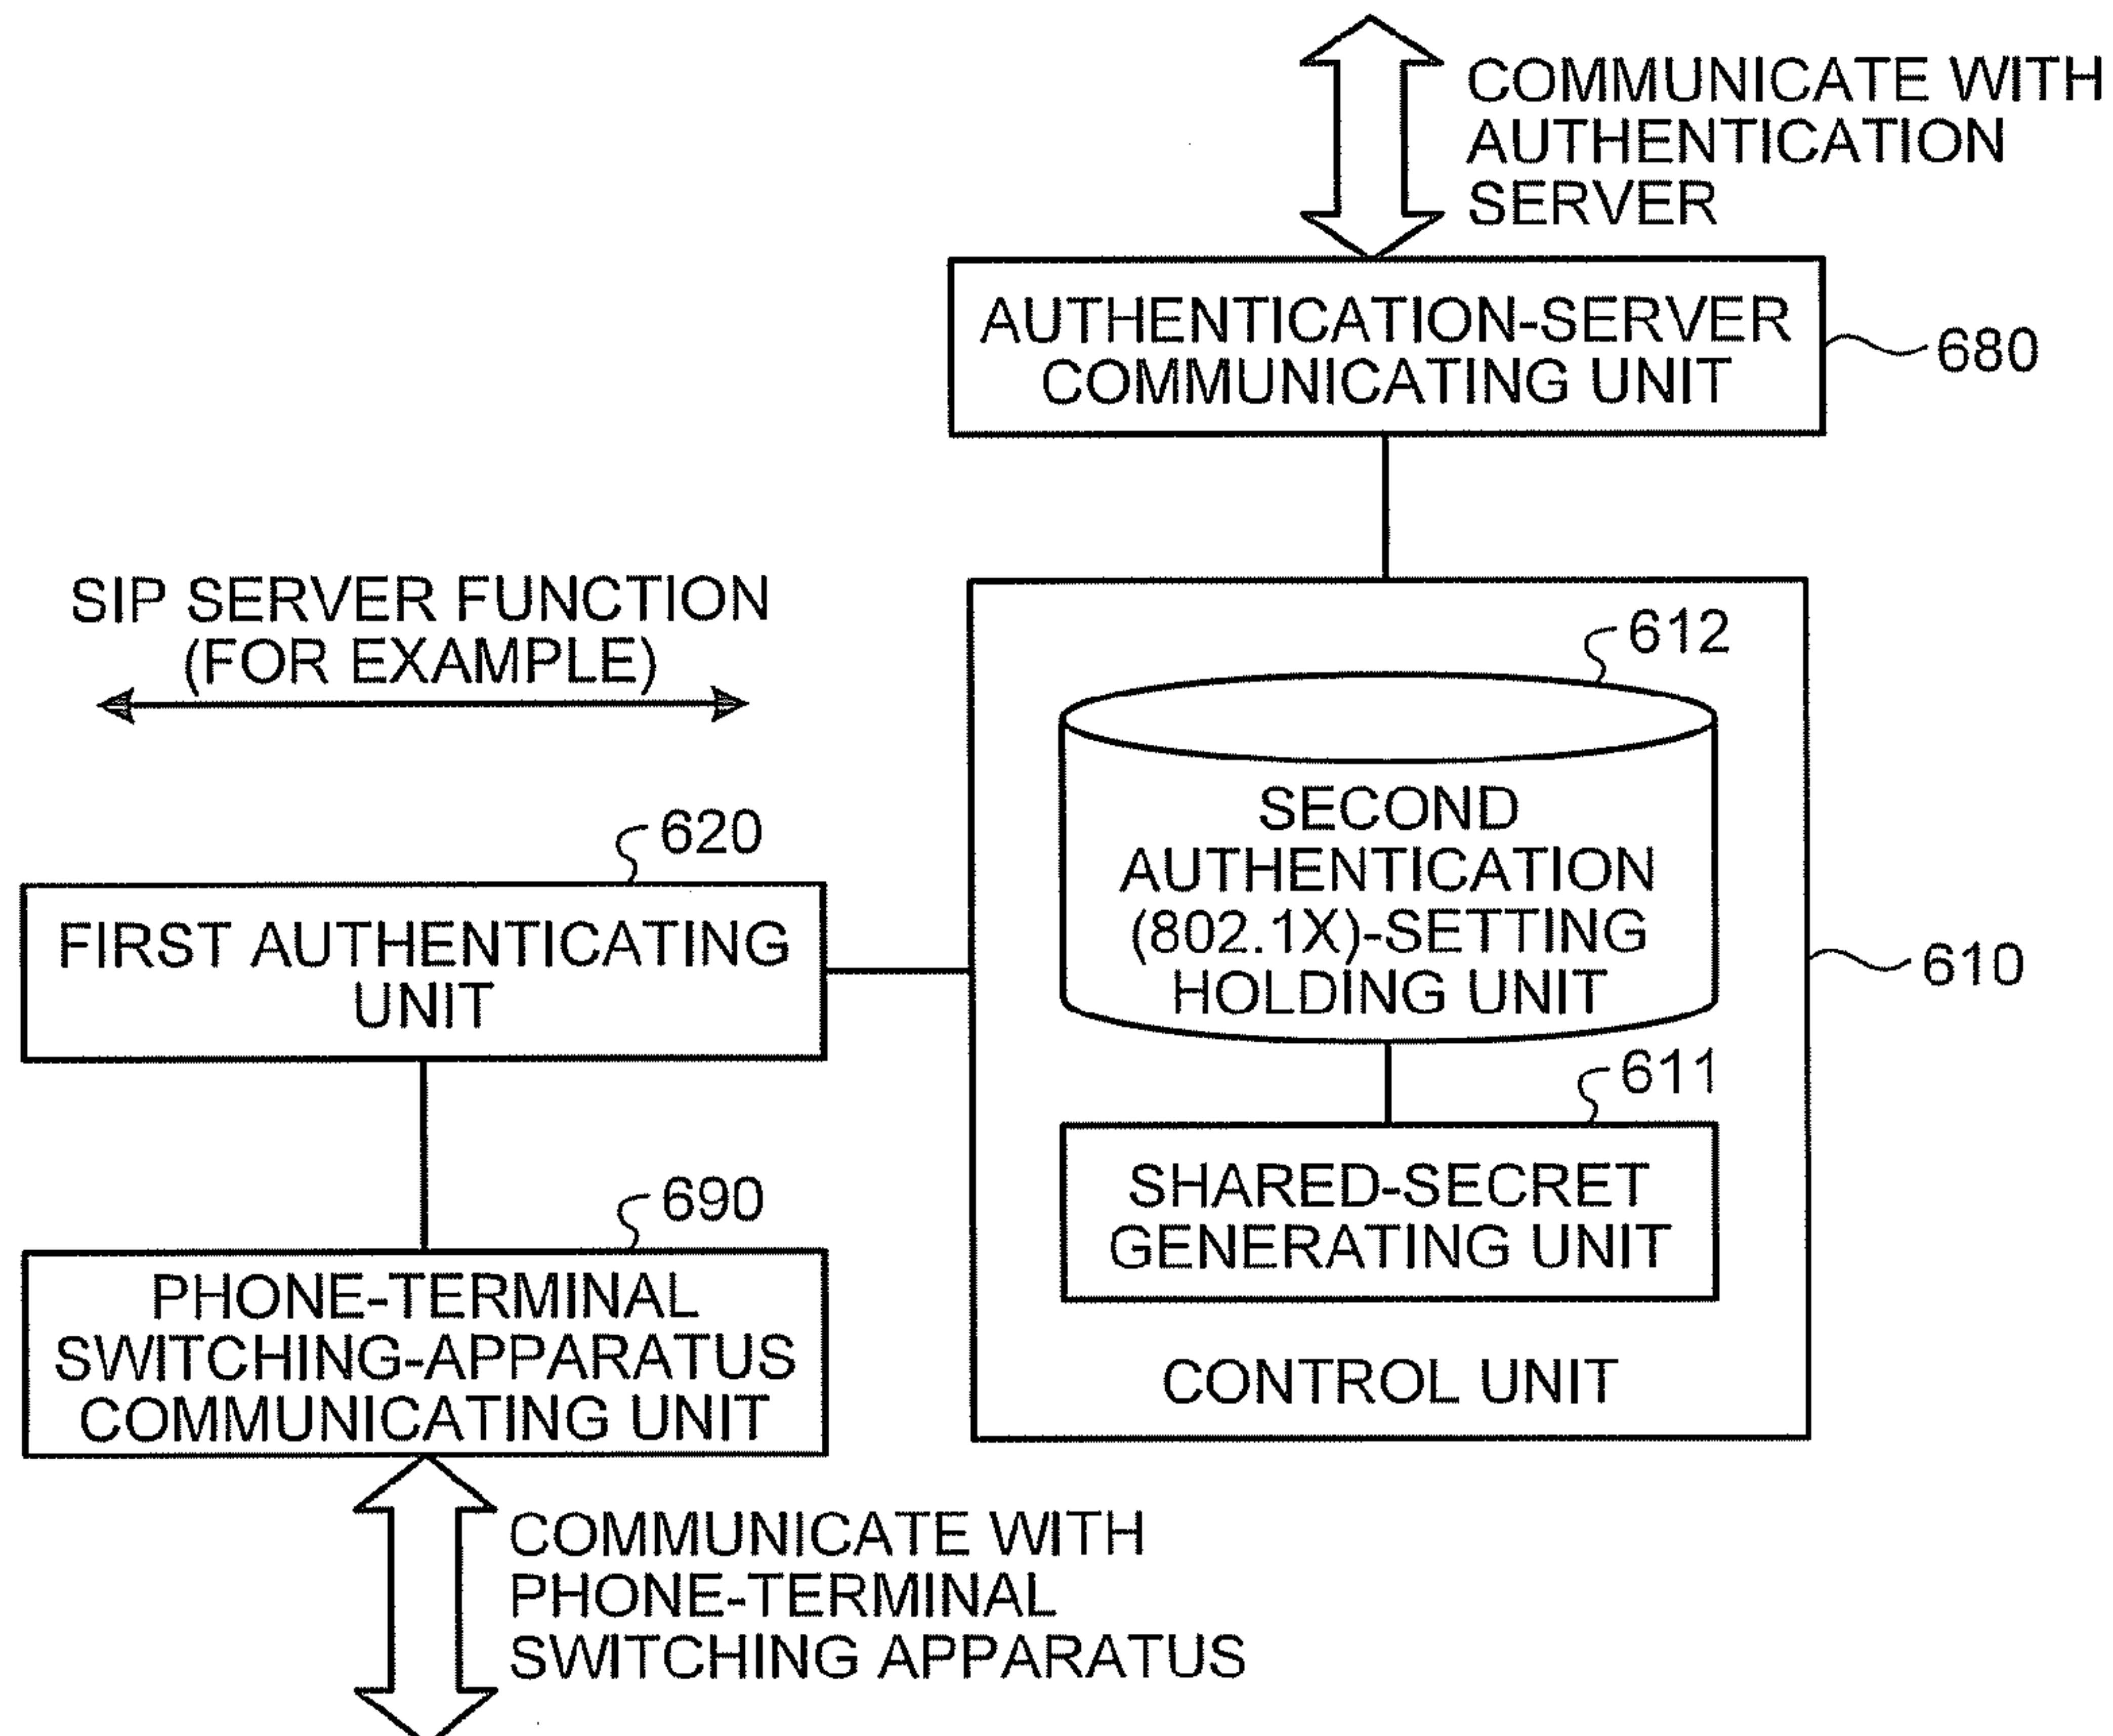 COMMUNICATE WITH
AUTHENTICATION
SERVER
AUTHENTICATION-SERVER
COMMUNICATING UNIT
680
SIP SERVER FUNCTION
(FOR EXAMPLE)
612
SECOND
AUTHENTICATION
(802.1X)-SETTING
HOLDING UNIT
620
FIRST AUTHENTICATING
UNIT
610
611
SHARED-SECRET
GENERATING UNIT
CONTROL UNIT
690
PHONE-TERMINAL
SWITCHING-APPARATUS
COMMUNICATING UNIT
COMMUNICATE WITH
PHONE-TERMINAL
SWITCHING APPARATUS